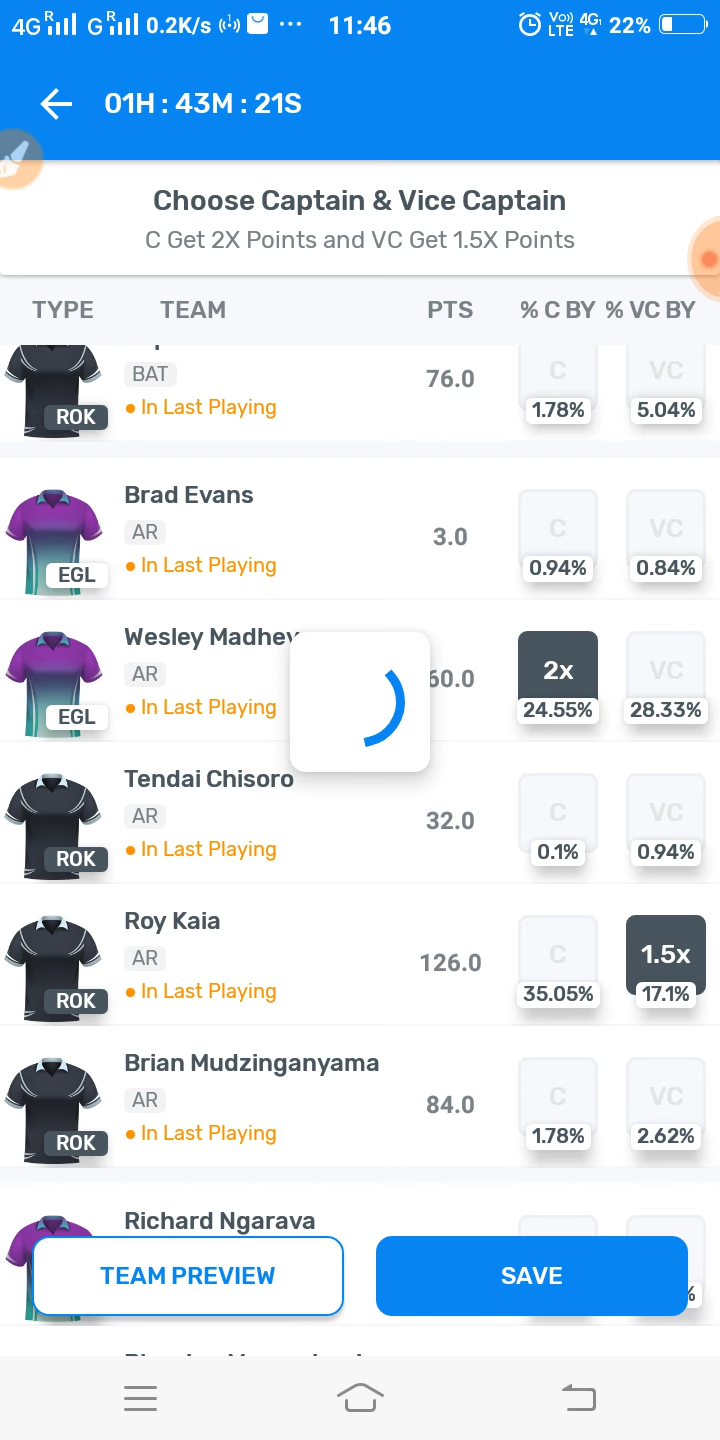 4G R G R 0.2K/s ... 11:46 Vo)) LTE 4G 22%
01H : 43M : 21S
Choose Captain & Vice Captain
C Get 2X Points and VC Get 1.5X Points
TYPE TEAM PTS % C BY % VC BY
BAT 76.0 C VC
ROK In Last Playing 1.78% 5.04%
Brad Evans
AR 3.0 C VC
EGL In Last Playing 0.94% 0.84%
Wesley
AR 60.0 2x VC
EGL In Last Playing 24.55% 28.33%
Tendai Chisoro
AR 32.0 C VC
ROK In Last Playing 0.1% 0.94%
Roy Kaia
AR 126.0 C 1.5x
ROK In Last Playing 35.05% 17.1%
Brian Mudzinganyama
AR 84.0 C VC
ROK In Last Playing 1.78% 2.62%
Richard Ngarava
TEAM PREVIEW SAVE
%